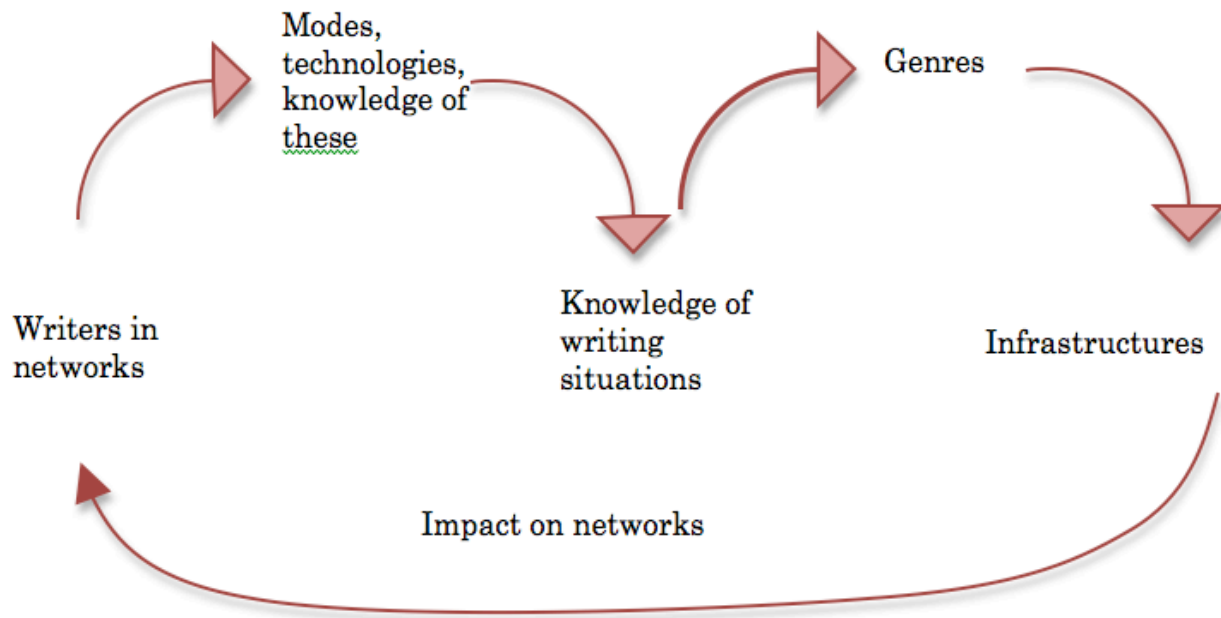 Modes,
technologies,
knowledge of
these
Genres
Writers in
networks
Knowledge of
writing
situations
Infrastructures
Impact on networks